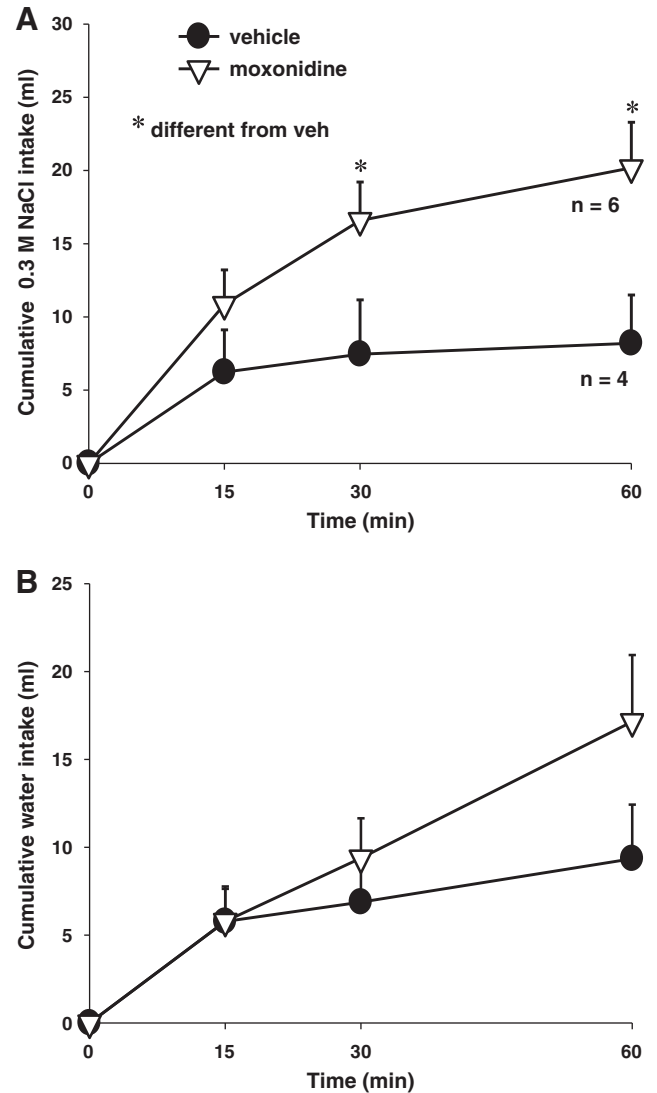 A
Cumulative 0.3 M NaCl intake (ml)
30
25
20
15
10
5
0
vehicle
moxonidine
* different from veh
*
*
n = 6
n = 4
0 15 30 60
Time (min)
B
Cumulative water intake (ml)
25
20
15
10
5
0
0 15 30 60
Time (min)